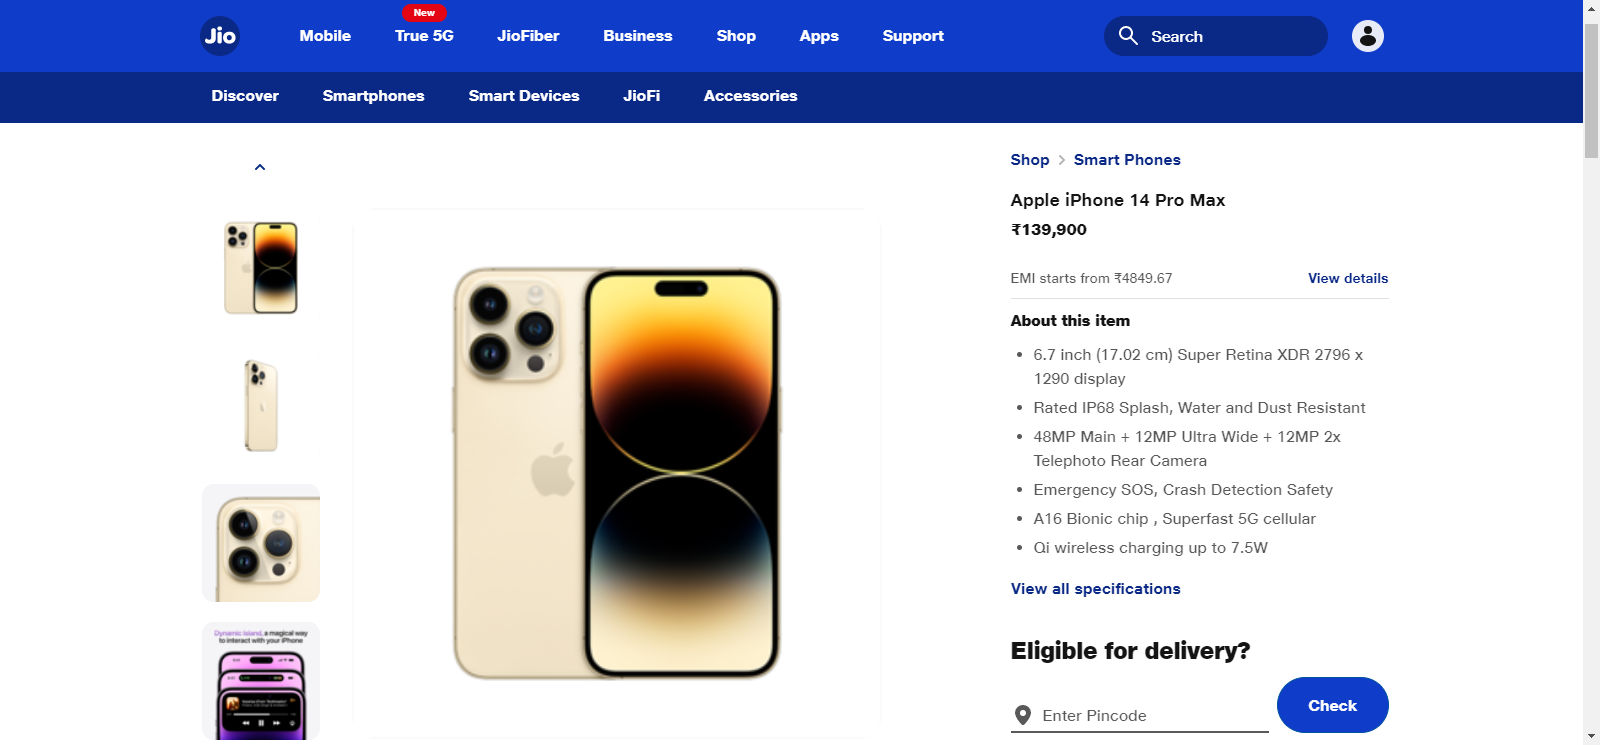 New
Jio
Mobile
True 5G
JioFiber
Business
Shop
Apps
Support
Search
Discover
Smartphones
Smart Devices
JioFi
Accessories
Shop > Smart Phones
Apple iPhone 14 Pro Max
₹139,900
EMI starts from ₹4849.67
View details
About this item
• 6.7 inch (17.02 cm) Super Retina XDR 2796 x
1290 display
• Rated IP68 Splash, Water and Dust Resistant
• 48MP Main + 12MP Ultra Wide + 12MP 2x
Telephoto Rear Camera
• Emergency SOS, Crash Detection Safety
• A16 Bionic chip , Superfast 5G cellular
• Qi wireless charging up to 7.5W
View all specifications
Eligible for delivery?
Enter Pincode
Check
Dynamic Island, a magical way
to interact with your iPhone